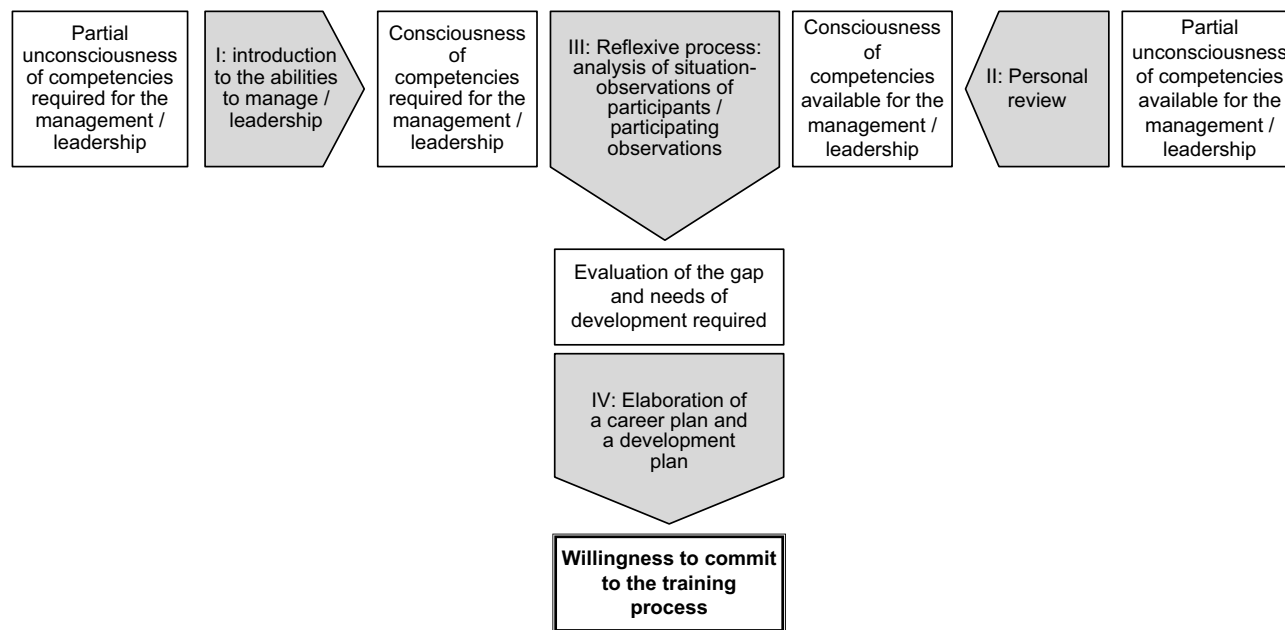 Partial
unconsciousness
of competencies
required for the
management /
leadership
I: introduction
to the abilities
to manage /
leadership
Consciousness
of
competencies
required for the
management /
leadership
III: Reflexive process:
analysis of situation-
observations of
participants /
participating
observations
Consciousness
of
competencies
available for the
management /
leadership
II: Personal
review
Partial
unconsciousness
of competencies
available for the
management /
leadership
Evaluation of the gap
and needs of
development required
IV: Elaboration of
a career plan and
a development
plan
Willingness to commit
to the training
process